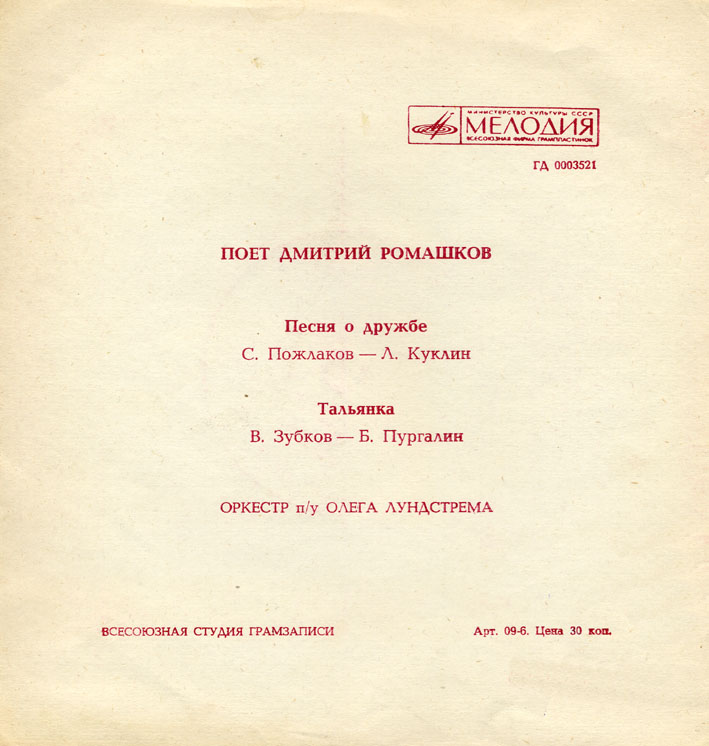 МИНИСТЕРСТВО КУЛЬТУРЫ СССР
МЕЛОДИЯ
ВСЕСОЮЗНАЯ ФИРМА ГРАМПЛАСТИНОК
ГД 0003521
ПОЕТ ДМИТРИЙ РОМАШКОВ
Песня о дружбе
С. Пожлаков — Л. Куклин
Тальянка
В. Зубков — Б. Пургалин
ОРКЕСТР п/у ОЛЕГА ЛУНДСТРЕМА
ВСЕСОЮЗНАЯ СТУДИЯ ГРАМЗАПИСИ
Арт. 09-6. Цена 30 коп.